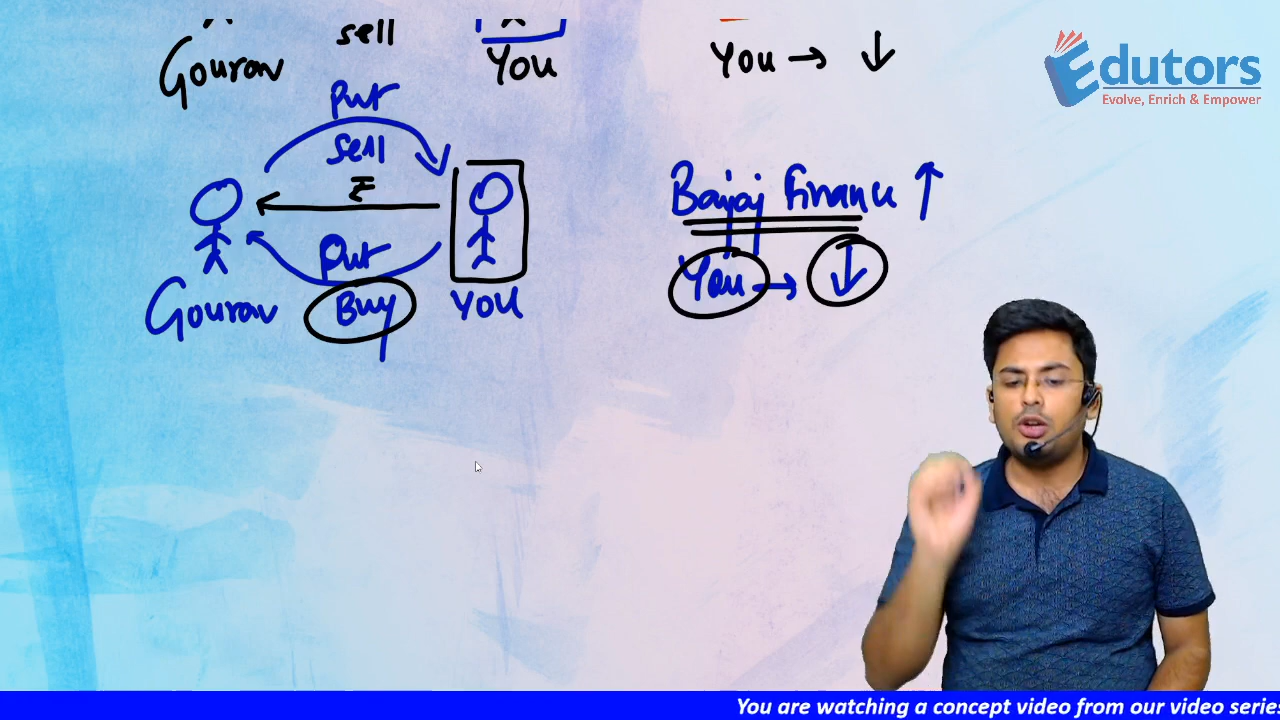 sell
Gourav
You
You → ↓
Edutors
Evolve, Enrich & Empower
Put
Sell
₹
Put
Buy
Gourav
You
Bajaj Finance ↑
You → ↓
You are watching a concept video from our video serie